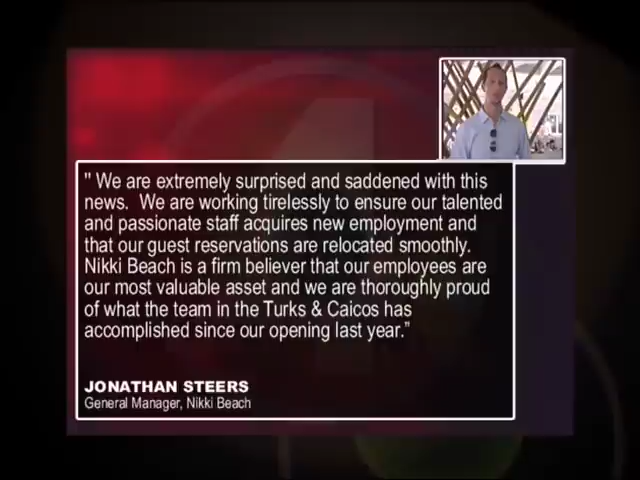 " We are extremely surprised and saddened with this
news.  We are working tirelessly to ensure our talented
and passionate staff acquires new employment and
that our guest reservations are relocated smoothly.
Nikki Beach is a firm believer that our employees are
our most valuable asset and we are thoroughly proud
of what the team in the Turks & Caicos has
accomplished since our opening last year."
JONATHAN STEERS
General Manager, Nikki Beach